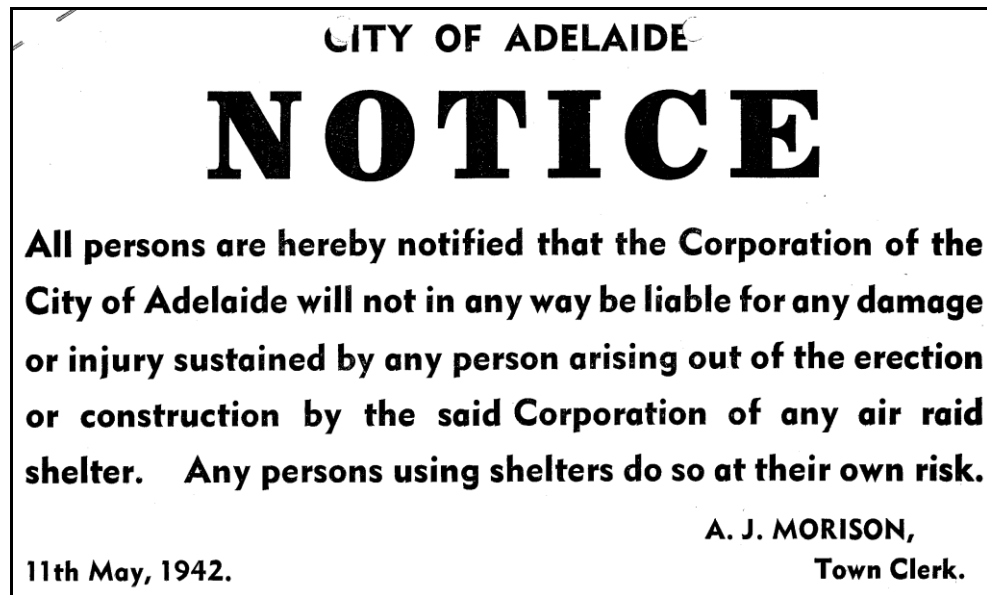 CITY OF ADELAIDE
NOTICE
All persons are hereby notified that the Corporation of the
City of Adelaide will not in any way be liable for any damage
or injury sustained by any person arising out of the erection
or construction by the said Corporation of any air raid
shelter. Any persons using shelters do so at their own risk.
A. J. MORISON,
11th May, 1942. Town Clerk.